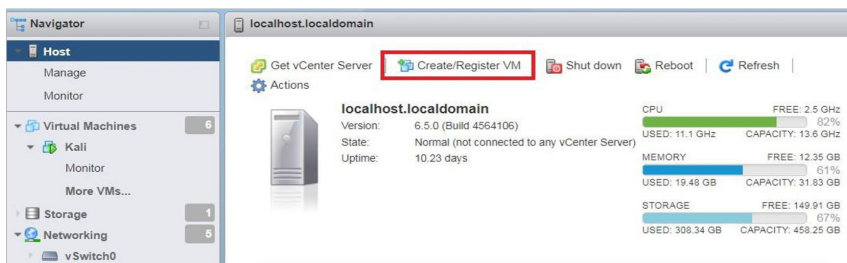 Navigator
Host
Manage
Monitor
Virtual Machines 6
Kali
Monitor
More VMs...
Storage 1
Networking 5
vSwitch0
localhost.localdomain
Get vCenter Server | Create/Register VM | Shut down Reboot | Refresh |
Actions
localhost.localdomain
Version: 6.5.0 (Build 4564106)
State: Normal (not connected to any vCenter Server)
Uptime: 10.23 days
CPU FREE: 2.5 GHz
82%
USED: 11.1 GHz CAPACITY: 13.6 GHz
MEMORY FREE: 12.35 GB
61%
USED: 19.48 GB CAPACITY: 31.83 GB
STORAGE FREE: 149.91 GB
67%
USED: 308.34 GB CAPACITY: 458.25 GB